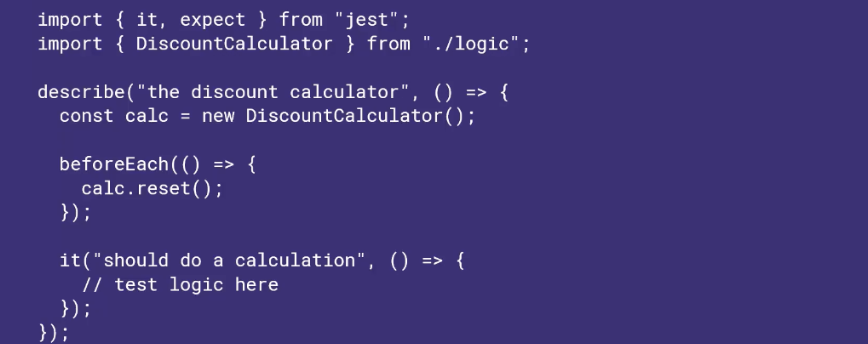 import { it, expect } from "jest";
import { DiscountCalculator } from "./logic";

describe("the discount calculator", () => {
  const calc = new DiscountCalculator();

  beforeEach(() => {
    calc.reset();
  });

  it("should do a calculation", () => {
    // test logic here
  });
});